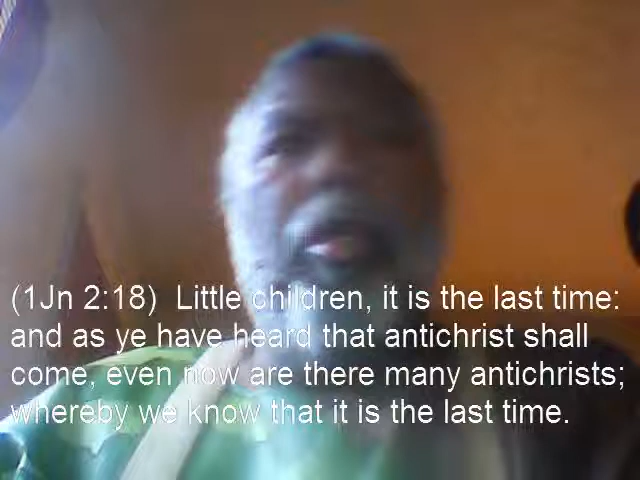 (1Jn 2:18)  Little children, it is the last time:
and as ye have heard that antichrist shall
come, even now are there many antichrists;
whereby we know that it is the last time.